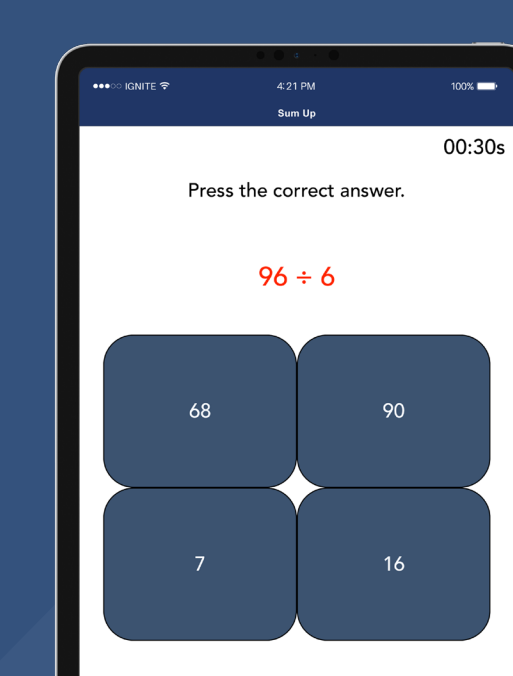 ●●●○○ IGNITE 4:21 PM 100%
Sum Up
00:30s
Press the correct answer.
96 ÷ 6
68 90
7 16